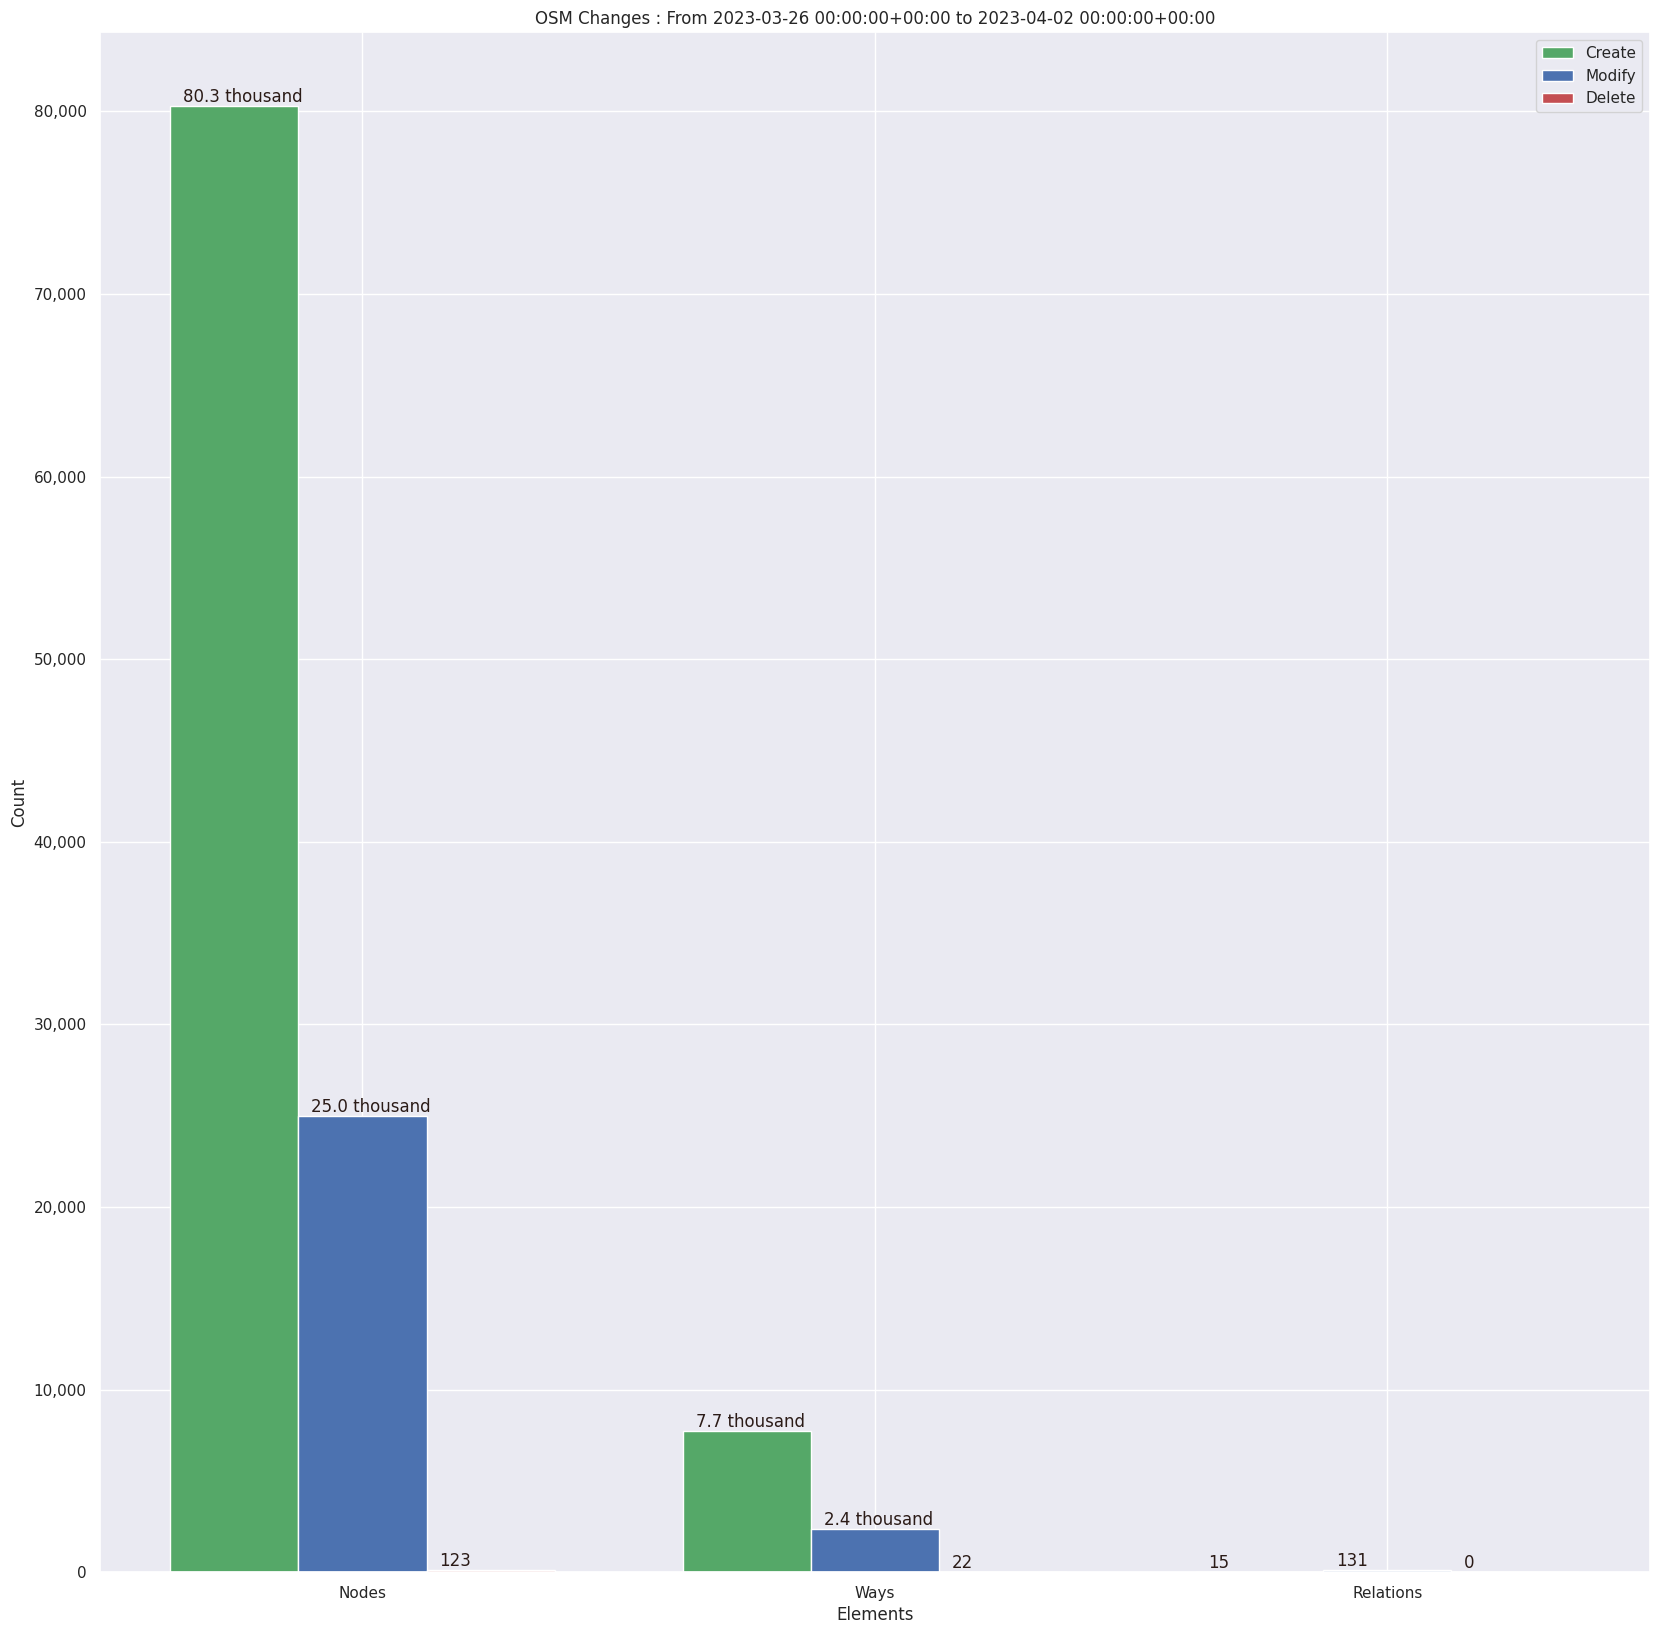 OSM Changes : From 2023-03-26 00:00:00+00:00 to 2023-04-02 00:00:00+00:00
Create
Modify
Delete
80,000
70,000
60,000
50,000
40,000
30,000
20,000
10,000
0
Count
80.3 thousand
25.0 thousand
123
7.7 thousand
2.4 thousand
22
15
131
0
Nodes
Ways
Relations
Elements